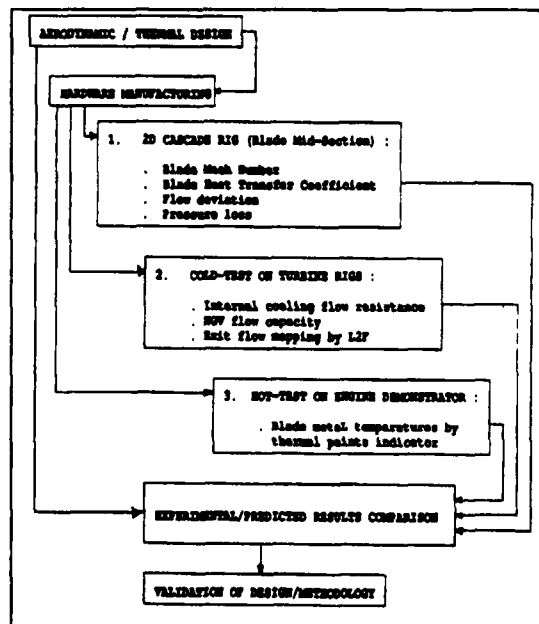 AERODYNAMIC / THERMAL DESIGN
HARDWARE MANUFACTURING
1. 2D CASCADE RIG (Blade Mid-Section) :
. Blade Mach Number
. Blade Heat Transfer Coefficient
. Flow deviation
. Pressure loss
2. COLD-TEST ON TURBINE RIGS :
. Internal cooling flow resistance
. NGV flow capacity
. Exit flow mapping by L2F
3. HOT-TEST ON ENGINE DEMONSTRATOR :
. Blade metal temperatures by
thermal paints indicator
EXPERIMENTAL/PREDICTED RESULTS COMPARISON
VALIDATION OF DESIGN/METHODOLOGY